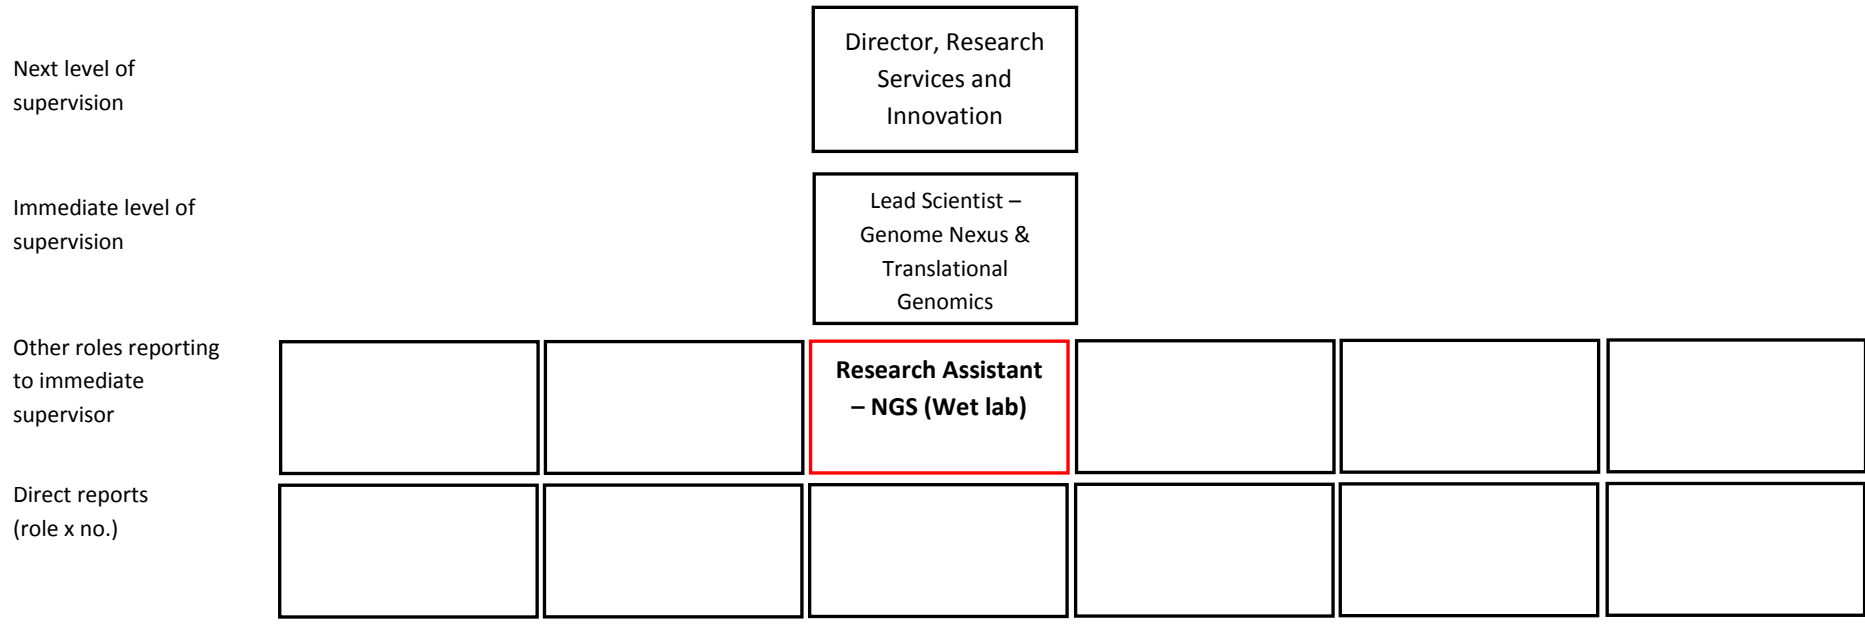 Next level of
supervision
Director, Research
Services and
Innovation
Immediate level of
supervision
Lead Scientist –
Genome Nexus &
Translational
Genomics
Other roles reporting
to immediate
supervisor
Research Assistant
– NGS (Wet lab)
Direct reports
(role x no.)